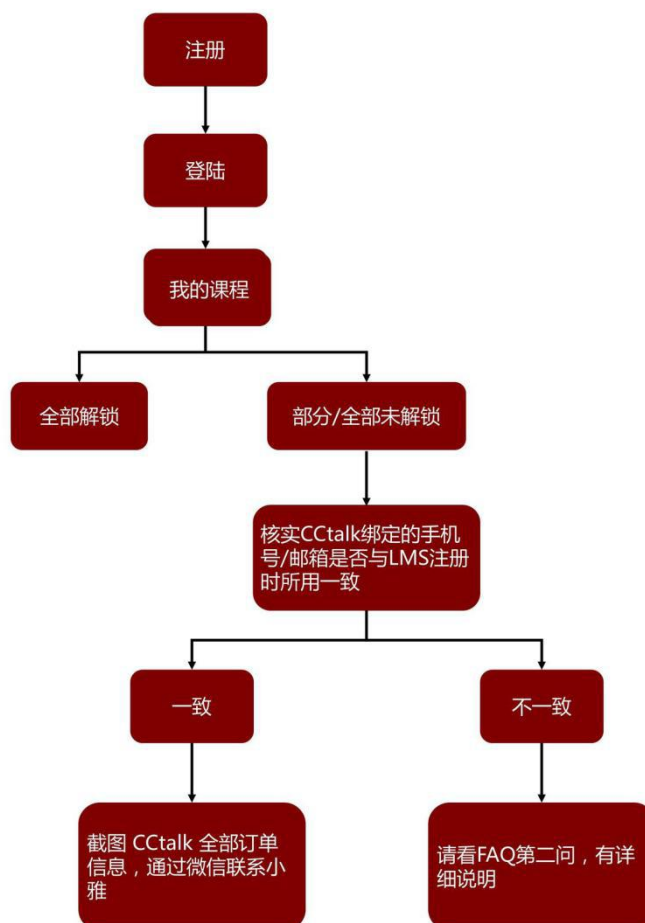 注册
登陆
我的课程
全部解锁
部分/全部未解锁
核实CCtalk绑定的手机
号/邮箱是否与LMS注册
时所用一致
一致
不一致
截图 CCtalk 全部订单
信息，通过微信联系小
雅
请看FAQ第二问，有详
细说明